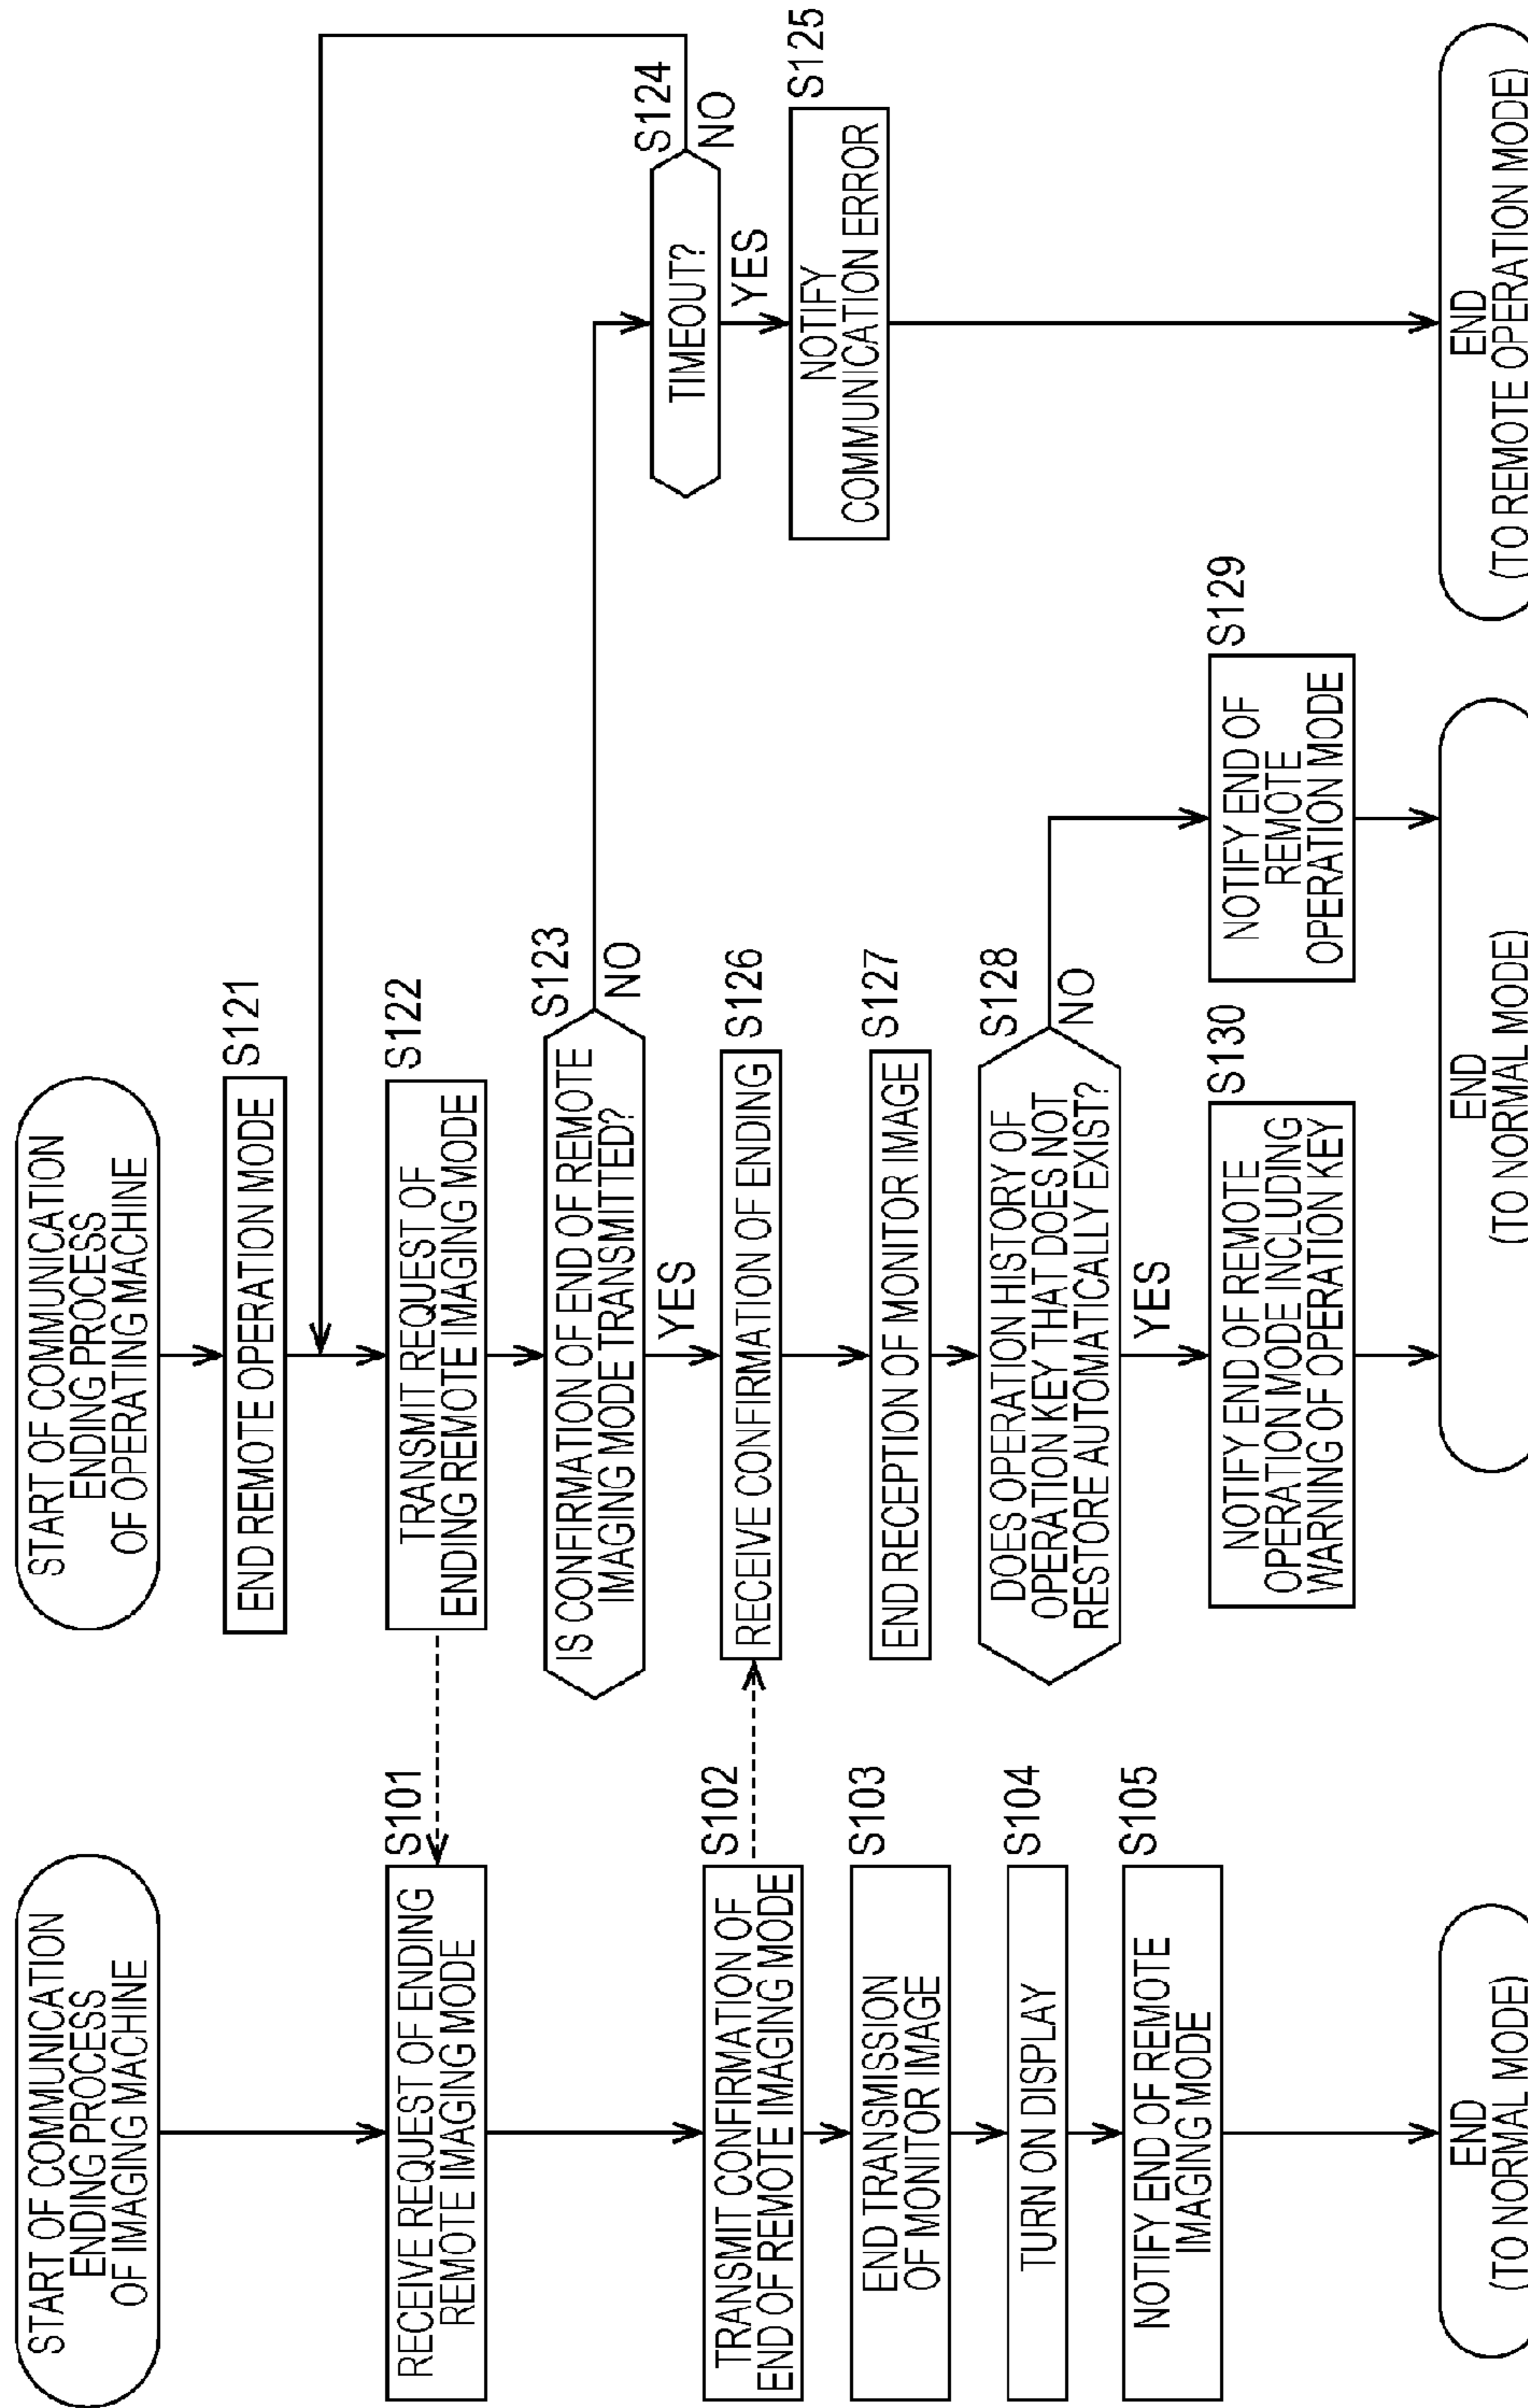 START OF COMMUNICATION
ENDING PROCESS
OF IMAGING MACHINE
S101
RECEIVE REQUEST OF ENDING
REMOTE IMAGING MODE
S102
TRANSMIT CONFIRMATION OF
END OF REMOTE IMAGING MODE
S103
END TRANSMISSION
OF MONITOR IMAGE
S104
TURN ON DISPLAY
S105
NOTIFY END OF REMOTE
IMAGING MODE
END
(TO NORMAL MODE)
START OF COMMUNICATION
ENDING PROCESS
OF OPERATING MACHINE
S121
END REMOTE OPERATION MODE
S122
TRANSMIT REQUEST OF
ENDING REMOTE IMAGING MODE
S123
IS CONFIRMATION OF END OF REMOTE
IMAGING MODE TRANSMITTED?
NO
YES
S124
TIMEOUT?
NO
YES
S125
NOTIFY
COMMUNICATION ERROR
END
(TO REMOTE OPERATION MODE)
S126
RECEIVE CONFIRMATION OF ENDING
S127
END RECEPTION OF MONITOR IMAGE
S128
DOES OPERATION HISTORY OF
OPERATION KEY THAT DOES NOT
RESTORE AUTOMATICALLY EXIST?
NO
YES
S129
NOTIFY END OF
REMOTE
OPERATION MODE
S130
NOTIFY END OF REMOTE
OPERATION MODE INCLUDING
WARNING OF OPERATION KEY
END
(TO NORMAL MODE)